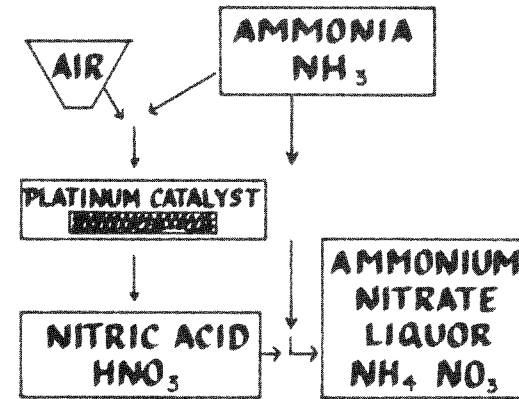 AIR
AMMONIA
NH₃
PLATINUM CATALYST
NITRIC ACID
HNO₃
AMMONIUM
NITRATE
LIQUOR
NH₄ NO₃